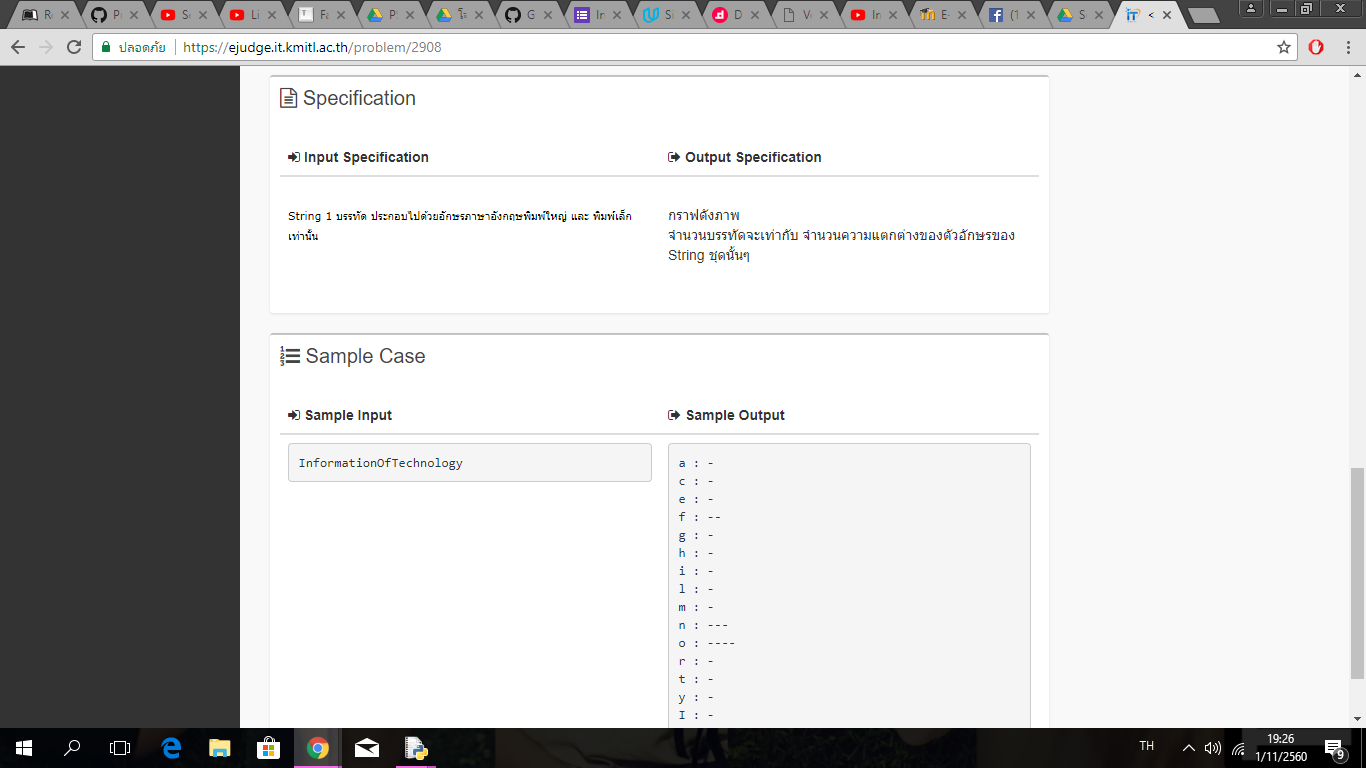 ปลอดภัย https://ejudge.it.kmitl.ac.th/problem/2908
Specification
Input Specification
Output Specification
String 1 บรรทัด ประกอบไปด้วยอักษรภาษาอังกฤษพิมพ์ใหญ่ และ พิมพ์เล็ก
เท่านั้น
กราฟดังภาพ
จำนวนบรรทัดจะเท่ากับ จำนวนความแตกต่างของตัวอักษรของ
String ชุดนั้นๆ
Sample Case
Sample Input
Sample Output
InformationOfTechnology
a : -
c : -
e : -
f : --
g : -
h : -
i : -
l : -
m : -
n : ---
o : ----
r : -
t : -
y : -
I : -
TH
19:26
1/11/2560
9